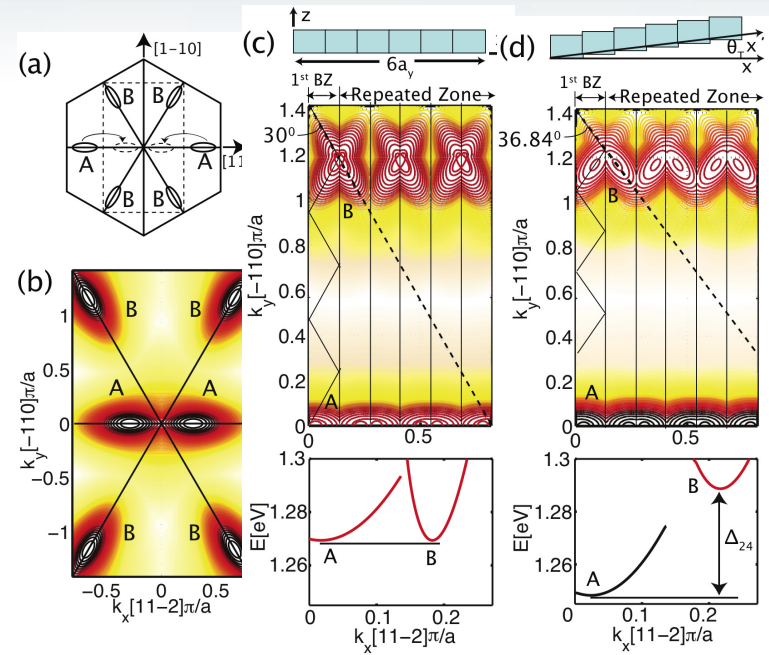 (a)
[1-10]
B
B
A
A
[11
B
B
(b)
B
B
A
A
B
B
1
0.5
0
−0.5
−1
k_y[−110]π/a
−0.5
0
0.5
k_x[11−2]π/a
(c)
z
6a_y
1st BZ
Repeated Zone
30⁰
B
A
1.4
1.2
1
0.8
0.6
0.4
0.2
0
k_y[−110]π/a
0
0.5
1.3
1.28
1.26
E[eV]
A
B
0
0.1
0.2
k_x[11−2]π/a
(d)
θ_T
x'
x
1st BZ
Repeated Zone
36.84⁰
B
A
1.4
1.2
1
0.8
0.6
0.4
0.2
0
k_y[−110]π/a
0
0.5
1.3
1.28
1.26
E[eV]
B
Δ_24
A
0
0.1
0.2
k_x[11−2]π/a